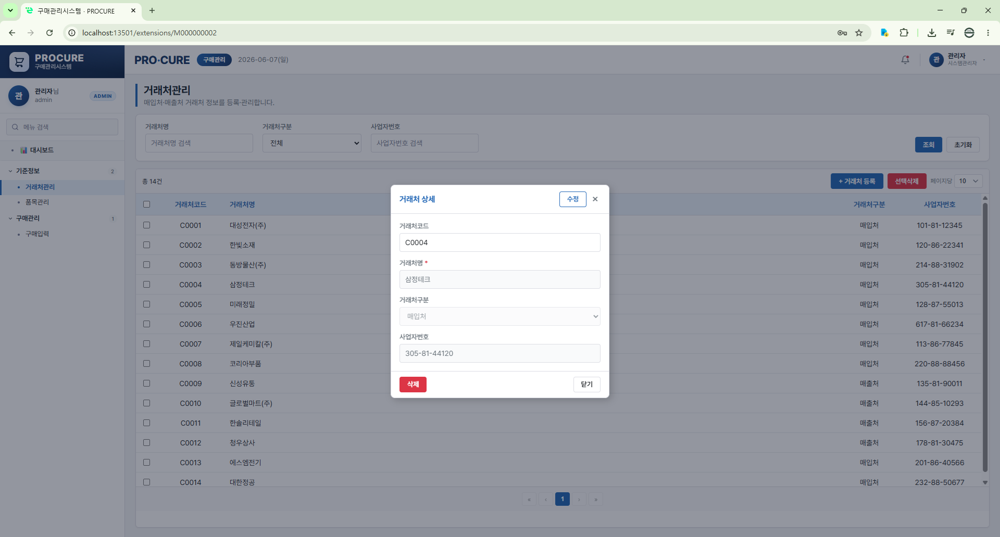 구매관리시스템 · PROCURE
localhost:13501/extensions/M000000002
PROCURE
구매관리시스템
관
관리자님
admin
ADMIN
메뉴 검색
대시보드
기준정보 2
거래처관리
품목관리
구매관리 1
구매입력
PRO·CURE 구매관리 2026-06-07(일)
관
관리자
시스템관리자
거래처관리
매입처·매출처 거래처 정보를 등록·관리합니다.
거래처명 거래처구분 사업자번호
거래처명 검색 전체 사업자번호 검색
조회 초기화
총 14건
+ 거래처 등록 선택삭제 페이지당 10
거래처코드 거래처명 거래처구분 사업자번호
C0001 대성전자(주) 매입처 101-81-12345
C0002 한빛소재 매입처 120-86-22341
C0003 동방물산(주) 매입처 214-88-31902
C0004 삼정테크 매입처 305-81-44120
C0005 미래정밀 매입처 128-87-55013
C0006 우진산업 매입처 617-81-66234
C0007 제일케미칼(주) 매입처 113-86-77845
C0008 코리아부품 매입처 220-88-88456
C0009 신성유통 매출처 135-81-90011
C0010 글로벌마트(주) 매출처 144-85-10293
C0011 한솔리테일 매출처 156-87-20384
C0012 청우상사 매출처 178-81-30475
C0013 에스엠전기 매입처 201-86-40566
C0014 대한정공 매입처 232-88-50677
« ‹ 1 › »
거래처 상세 수정
거래처코드
C0004
거래처명 *
삼정테크
거래처구분
매입처
사업자번호
305-81-44120
삭제 닫기